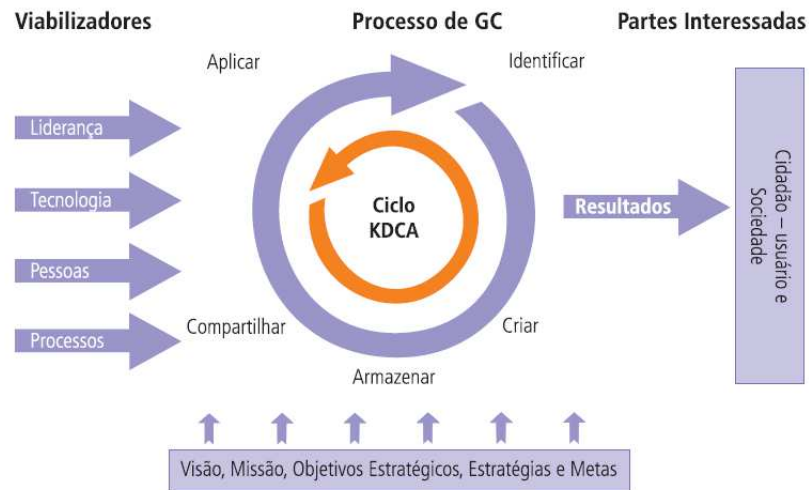 Viabilizadores
Processo de GC
Partes Interessadas
Aplicar
Identificar
Liderança
Tecnologia
Pessoas
Processos
Ciclo
KDCA
Resultados
Cidadão – usuário e
Sociedade
Compartilhar
Criar
Armazenar
Visão, Missão, Objetivos Estratégicos, Estratégias e Metas